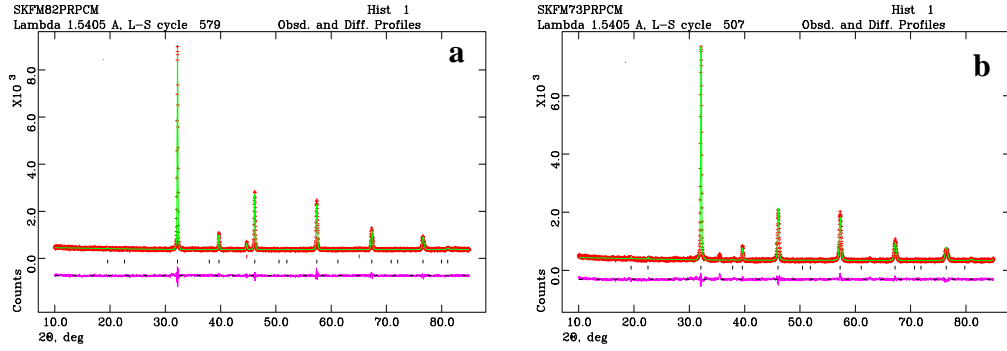 SKFM82PRPCM Hist 1
Lambda 1.5405 A, L-S cycle 579 Obsd. and Diff. Profiles
a
X10 3
8.0
6.0
4.0
2.0
0.0
Counts
10.0 20.0 30.0 40.0 50.0 60.0 70.0 80.0
2Θ, deg
SKFM73PRPCM Hist 1
Lambda 1.5405 A, L-S cycle 507 Obsd. and Diff. Profiles
b
X10 3
6.0
4.0
2.0
0.0
Counts
10.0 20.0 30.0 40.0 50.0 60.0 70.0 80.0
2Θ, deg